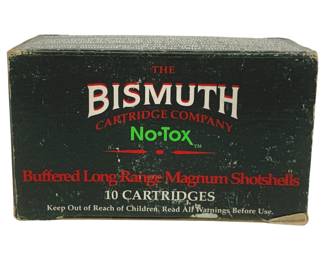 THE
BISMUTH
CARTRIDGE COMPANY
No•Tox™
Buffered Long Range Magnum Shotshells
10 CARTRIDGES
Keep Out of Reach of Children. Read All Warnings Before Use.